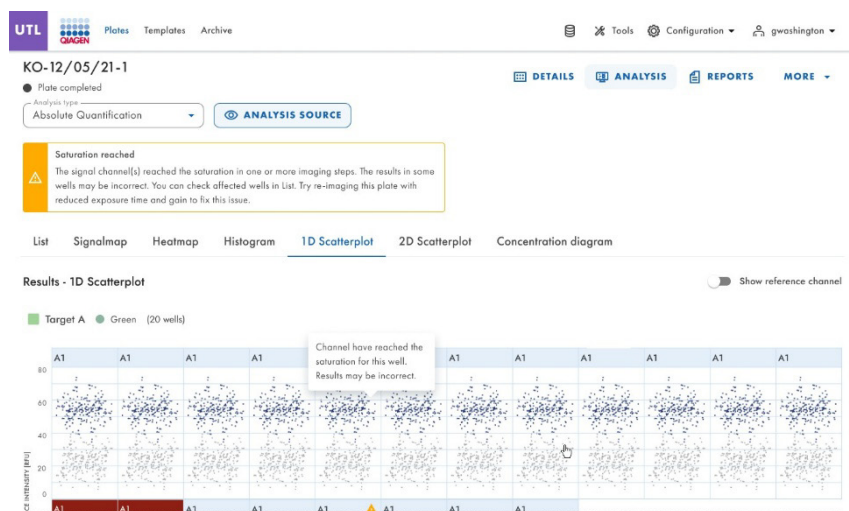 UTL
QIAGEN
Plates Templates Archive
Tools Configuration gwashington
KO-12/05/21-1
Plate completed
DETAILS ANALYSIS REPORTS MORE
Analysis type
Absolute Quantification
ANALYSIS SOURCE
Saturation reached
The signal channel(s) reached the saturation in one or more imaging steps. The results in some
wells may be incorrect. You can check affected wells in List. Try re-imaging this plate with
reduced exposure time and gain to fix this issue.
List Signalmap Heatmap Histogram 1D Scatterplot 2D Scatterplot Concentration diagram
Results - 1D Scatterplot
Show reference channel
Target A Green (20 wells)
Channel have reached the
saturation for this well.
Results may be incorrect.
A1 A1 A1 A1 A1 A1 A1 A1 A1 A1
80
60
40
20
0
CE INTENSITY [RFU]
A1 A1 A1 A1 A1 A1 A1 A1